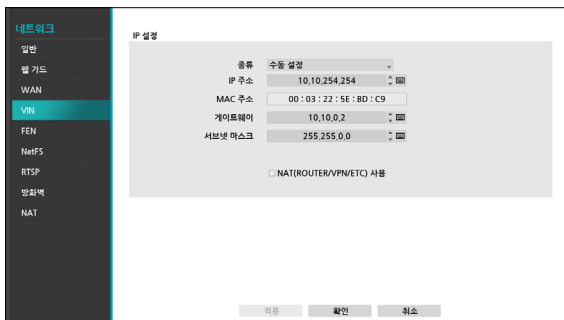 네트워크
일반
웹 가드
WAN
VIN
FEN
NetFS
RTSP
방화벽
NAT
IP 설정
종류 수동 설정
IP 주소 10,10,254,254
MAC 주소 00 : 03 : 22 : 5E : BD : C9
게이트웨이 10,10,0,2
서브넷 마스크 255,255,0,0
NAT(ROUTER/VPN/ETC) 사용
적용 확인 취소